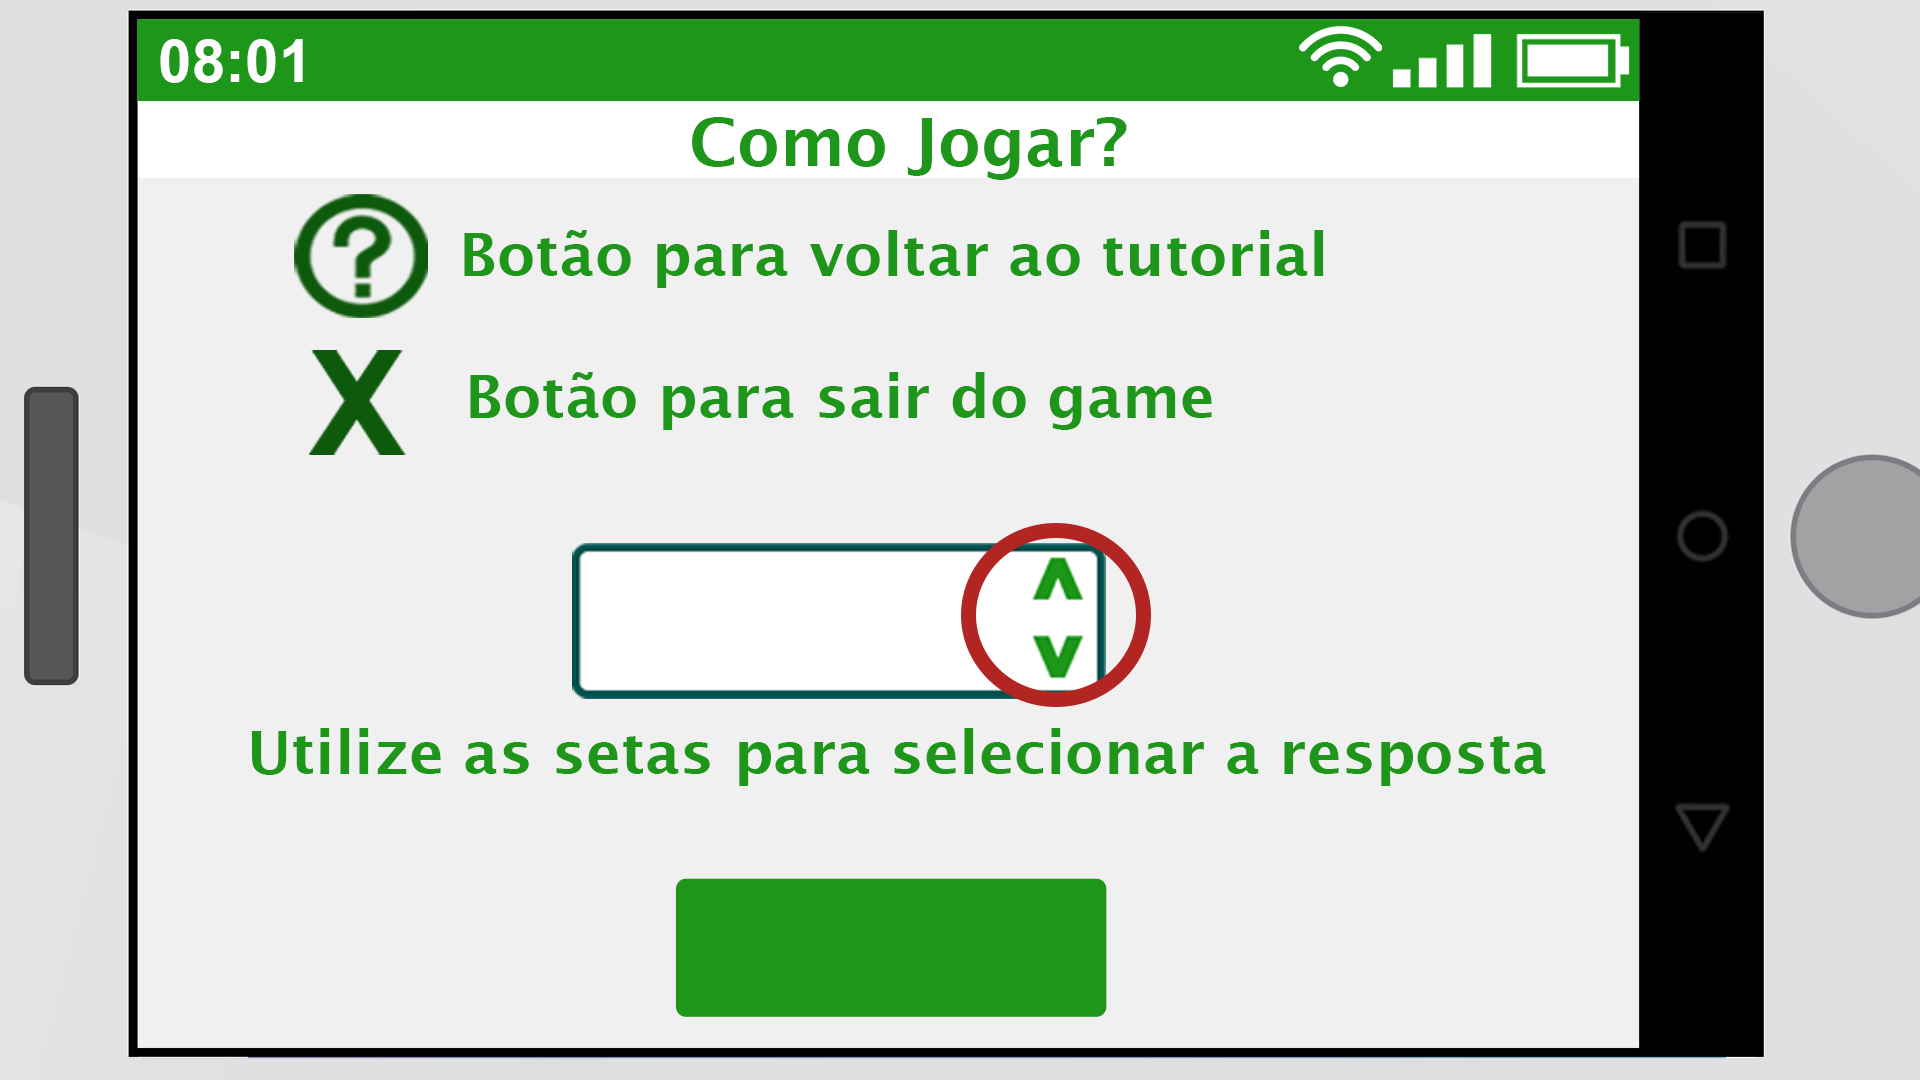 08:01
Como Jogar?
? Botão para voltar ao tutorial
X Botão para sair do game
Utilize as setas para selecionar a resposta